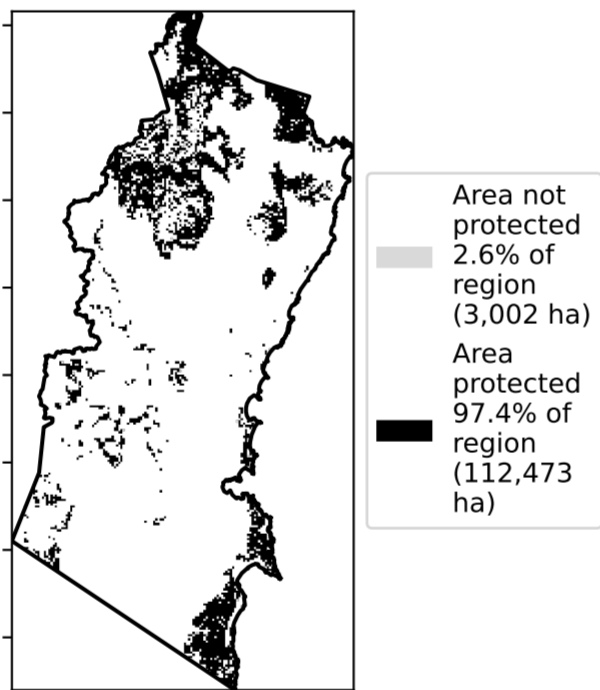 Area not
protected
2.6% of
region
(3,002 ha)
Area
protected
97.4% of
region
(112,473
ha)